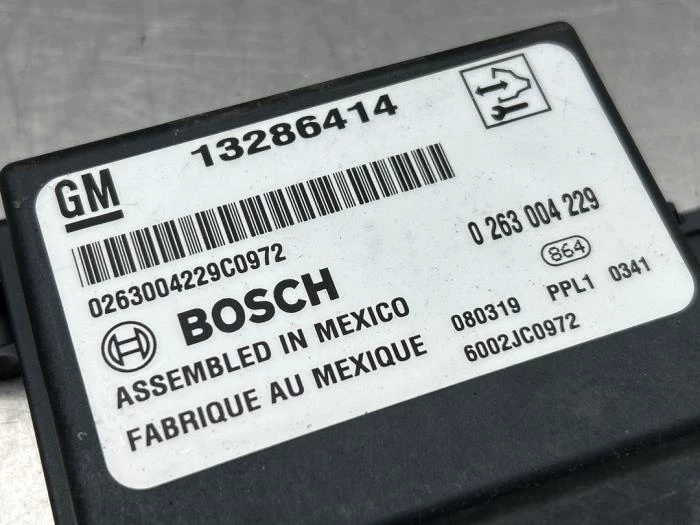 13286414
GM
0263004229C0972
0 263 004 229
BOSCH
864
ASSEMBLED IN MEXICO
080319 PPL1 0341
FABRIQUE AU MEXIQUE
6002JC0972